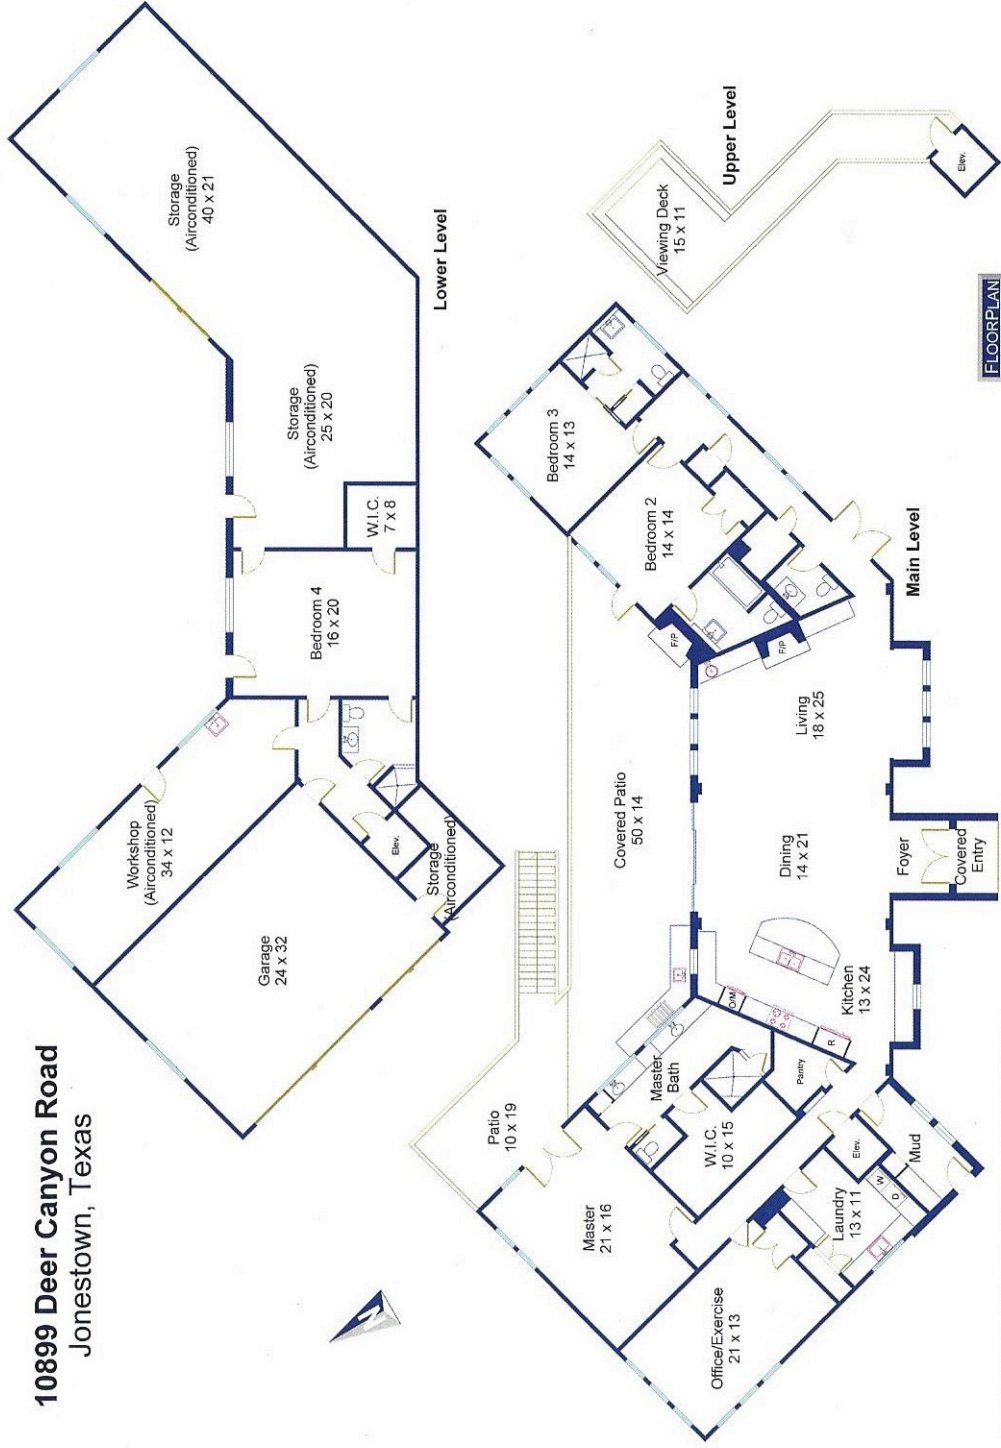 10899 Deer Canyon Road
Jonestown, Texas
Workshop
(Airconditioned)
34 x 12
Garage
24 x 32
Storage
(Airconditioned)
Elev.
Bedroom 4
16 x 20
W.I.C.
7 x 8
Storage
(Airconditioned)
25 x 20
Storage
(Airconditioned)
40 x 21
Lower Level
N
Patio
10 x 19
Covered Patio
50 x 14
Master
21 x 16
Master
Bath
W.I.C.
10 x 15
Pantry
Office/Exercise
21 x 13
Laundry
13 x 11
W
D
Elev.
Mud
Kitchen
13 x 24
O/M
R
Dining
14 x 21
Foyer
Covered
Entry
Living
18 x 25
F/P
F/P
Bedroom 2
14 x 14
Bedroom 3
14 x 13
Main Level
Viewing Deck
15 x 11
Upper Level
Elev.
FLOORPLAN